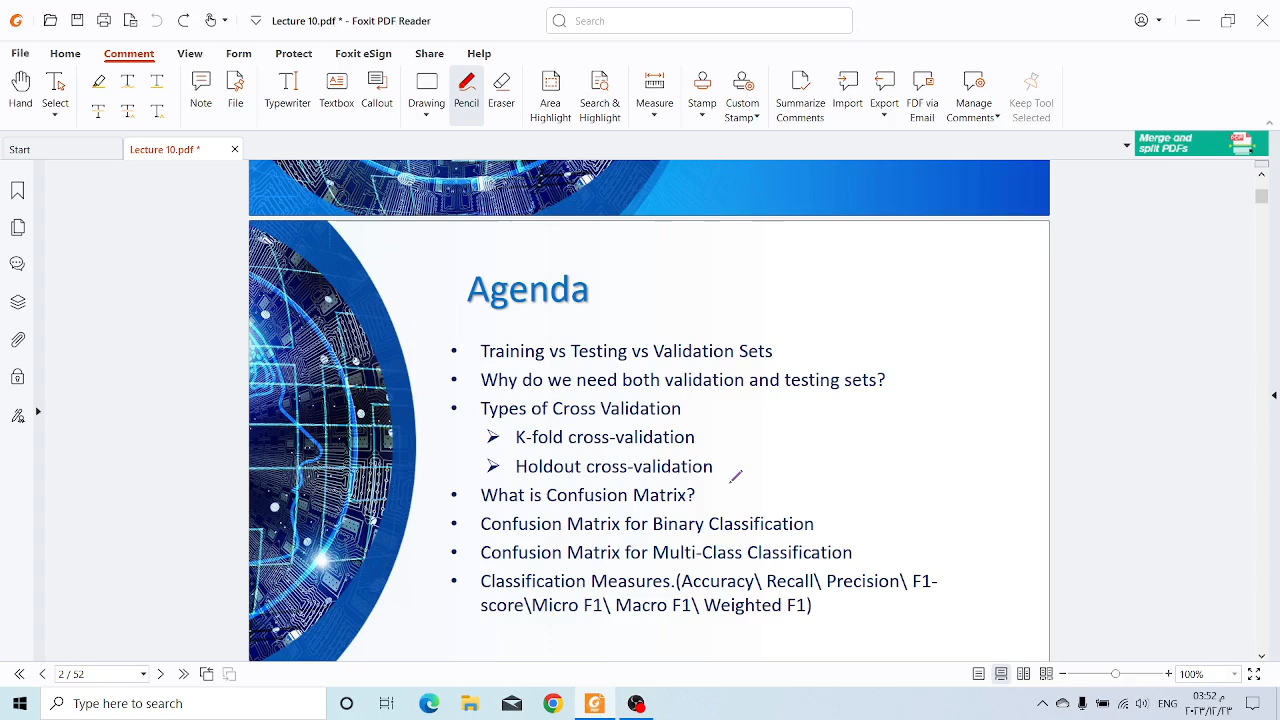 Lecture 10.pdf * - Foxit PDF Reader
Search
File Home Comment View Form Protect Foxit eSign Share Help
Hand Select Note File Typewriter Textbox Callout Drawing Pencil Eraser Area Highlight Search & Highlight Measure Stamp Custom Stamp Summarize Comments Import Export FDF via Email Manage Comments Keep Tool Selected
Start Lecture 10.pdf *
Merge and
split PDFs
Agenda
• Training vs Testing vs Validation Sets
• Why do we need both validation and testing sets?
• Types of Cross Validation
➢ K-fold cross-validation
➢ Holdout cross-validation
• What is Confusion Matrix?
• Confusion Matrix for Binary Classification
• Confusion Matrix for Multi-Class Classification
• Classification Measures.(Accuracy\ Recall\ Precision\ F1-
score\Micro F1\ Macro F1\ Weighted F1)
2 / 52
100%
Type here to search
ENG